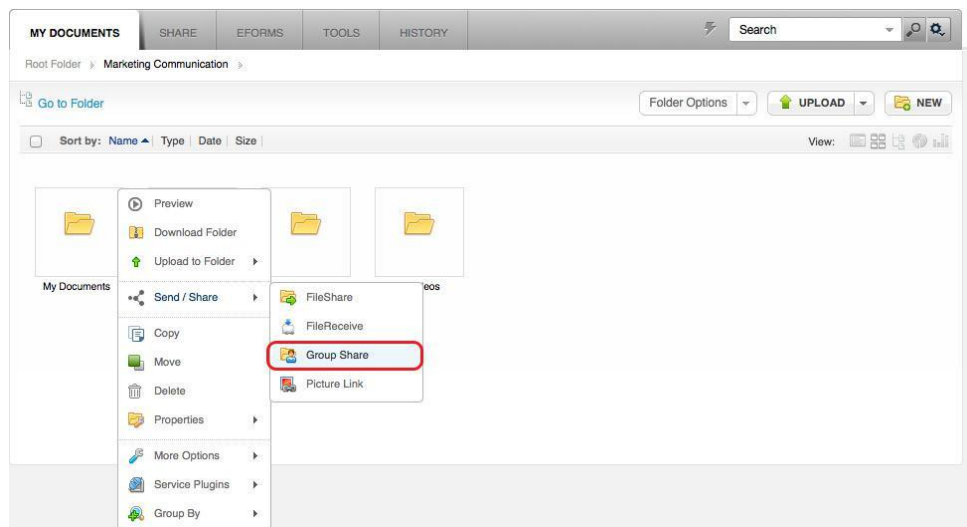 MY DOCUMENTS SHARE EFORMS TOOLS HISTORY Search
Root Folder Marketing Communication
Go to Folder Folder Options UPLOAD NEW
Sort by: Name Type Date Size View:
Preview
Download Folder
Upload to Folder
My Documents eos
Send / Share FileShare
FileReceive
Copy
Group Share
Move
Picture Link
Delete
Properties
More Options
Service Plugins
Group By